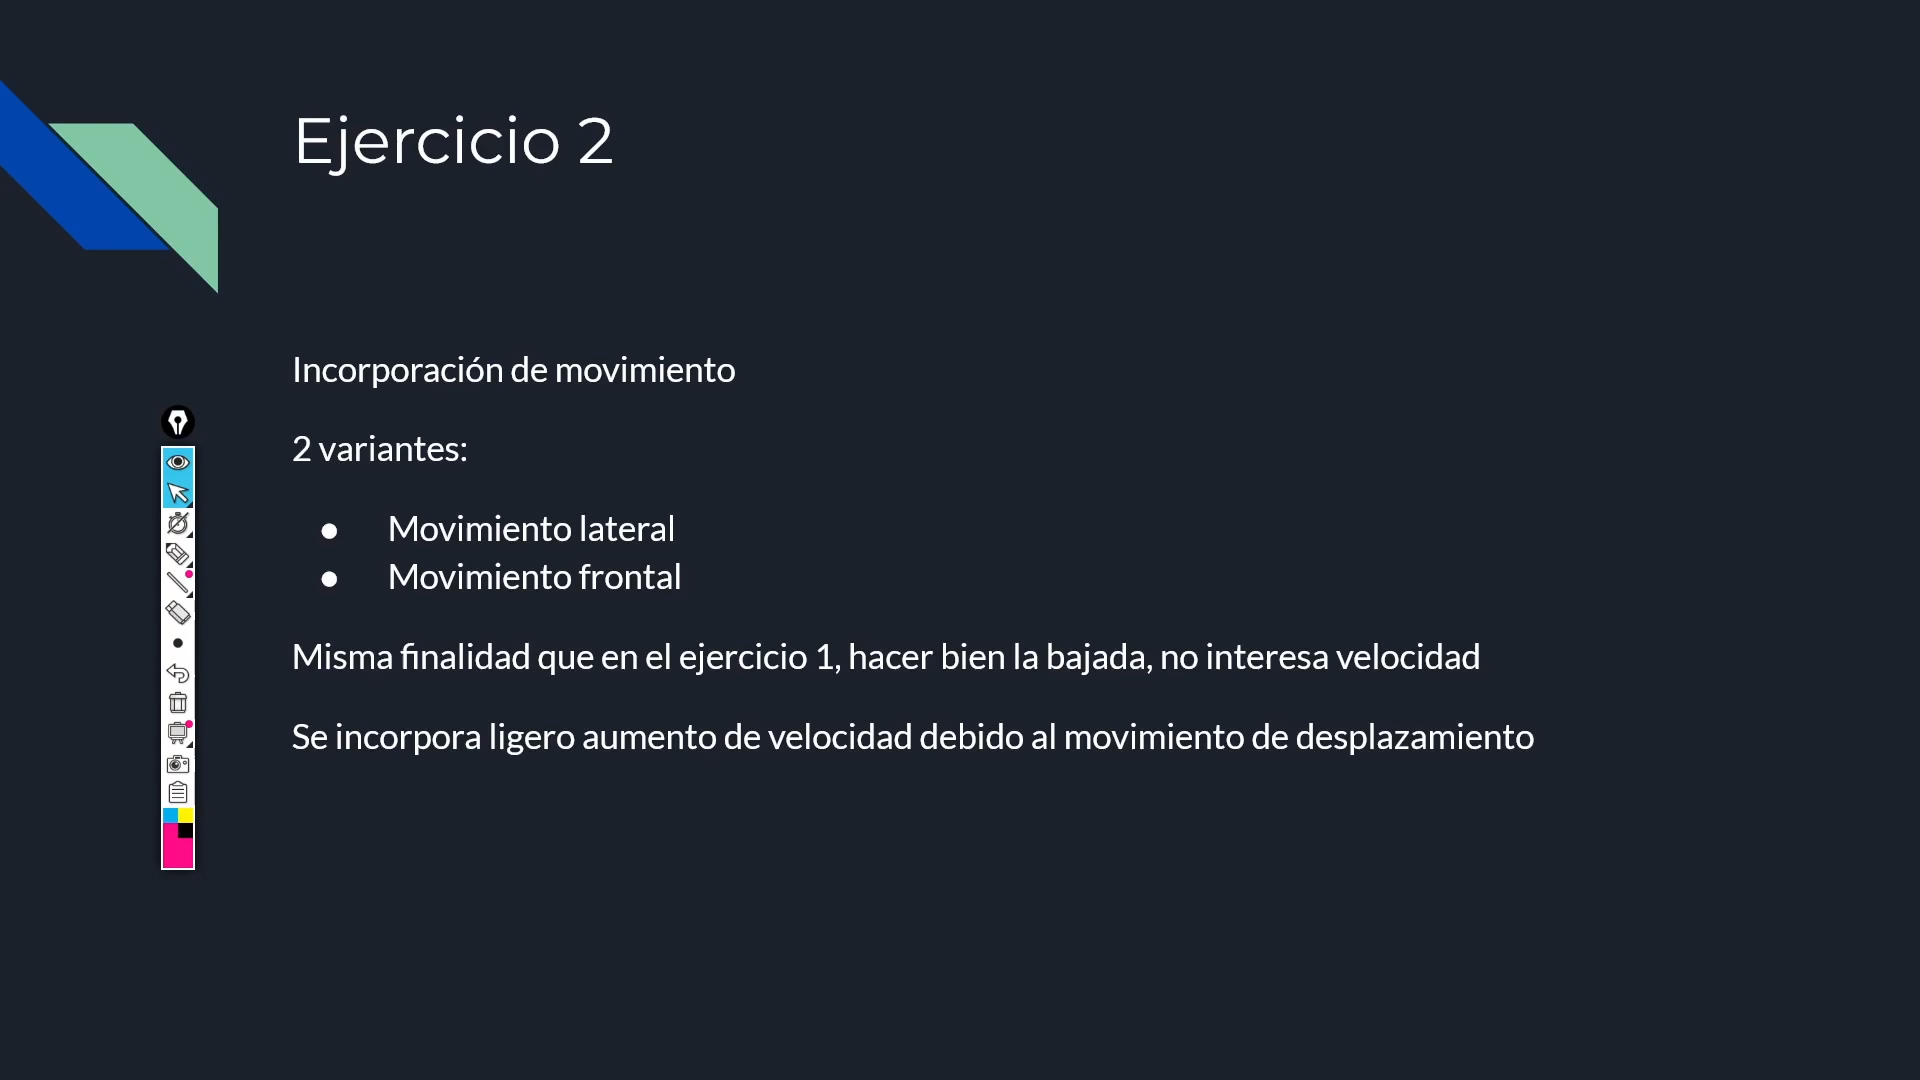 Ejercicio 2
Incorporación de movimiento
2 variantes:
● Movimiento lateral
● Movimiento frontal
Misma finalidad que en el ejercicio 1, hacer bien la bajada, no interesa velocidad
Se incorpora ligero aumento de velocidad debido al movimiento de desplazamiento